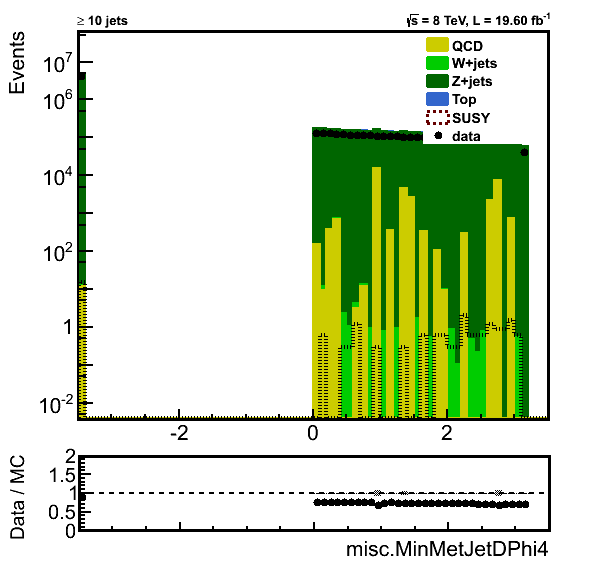 ≥ 10 jets
√s = 8 TeV, L = 19.60 fb⁻¹
Events
10⁷
10⁶
10⁴
10²
1
10⁻²
QCD
W+jets
Z+jets
Top
SUSY
data
-2 0 2
Data / MC
2
1.5
1
0.5
0
misc.MinMetJetDPhi4